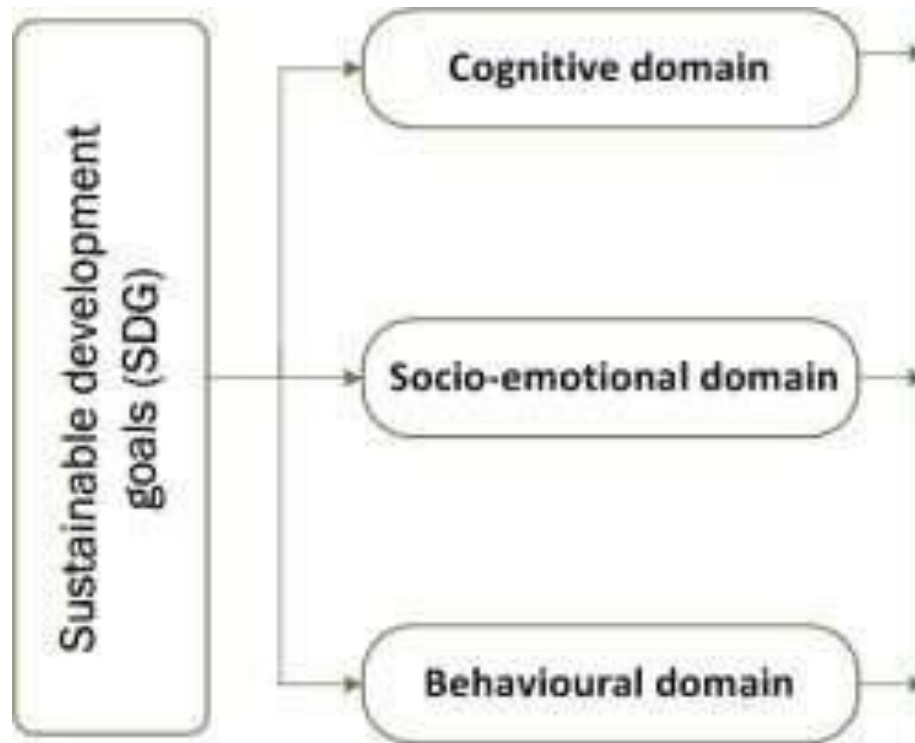 Sustainable development
goals (SDG)
Cognitive domain
Socio-emotional domain
Behavioural domain